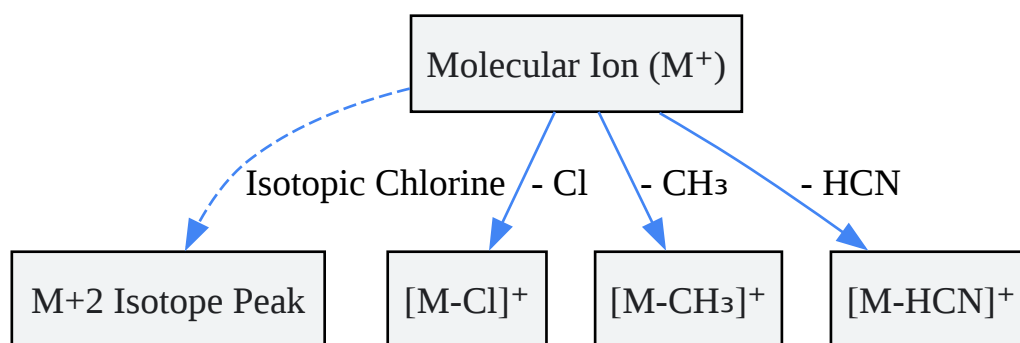 Molecular Ion (M⁺)
Isotopic Chlorine
- Cl
- CH₃
- HCN
M+2 Isotope Peak
[M-Cl]⁺
[M-CH₃]⁺
[M-HCN]⁺